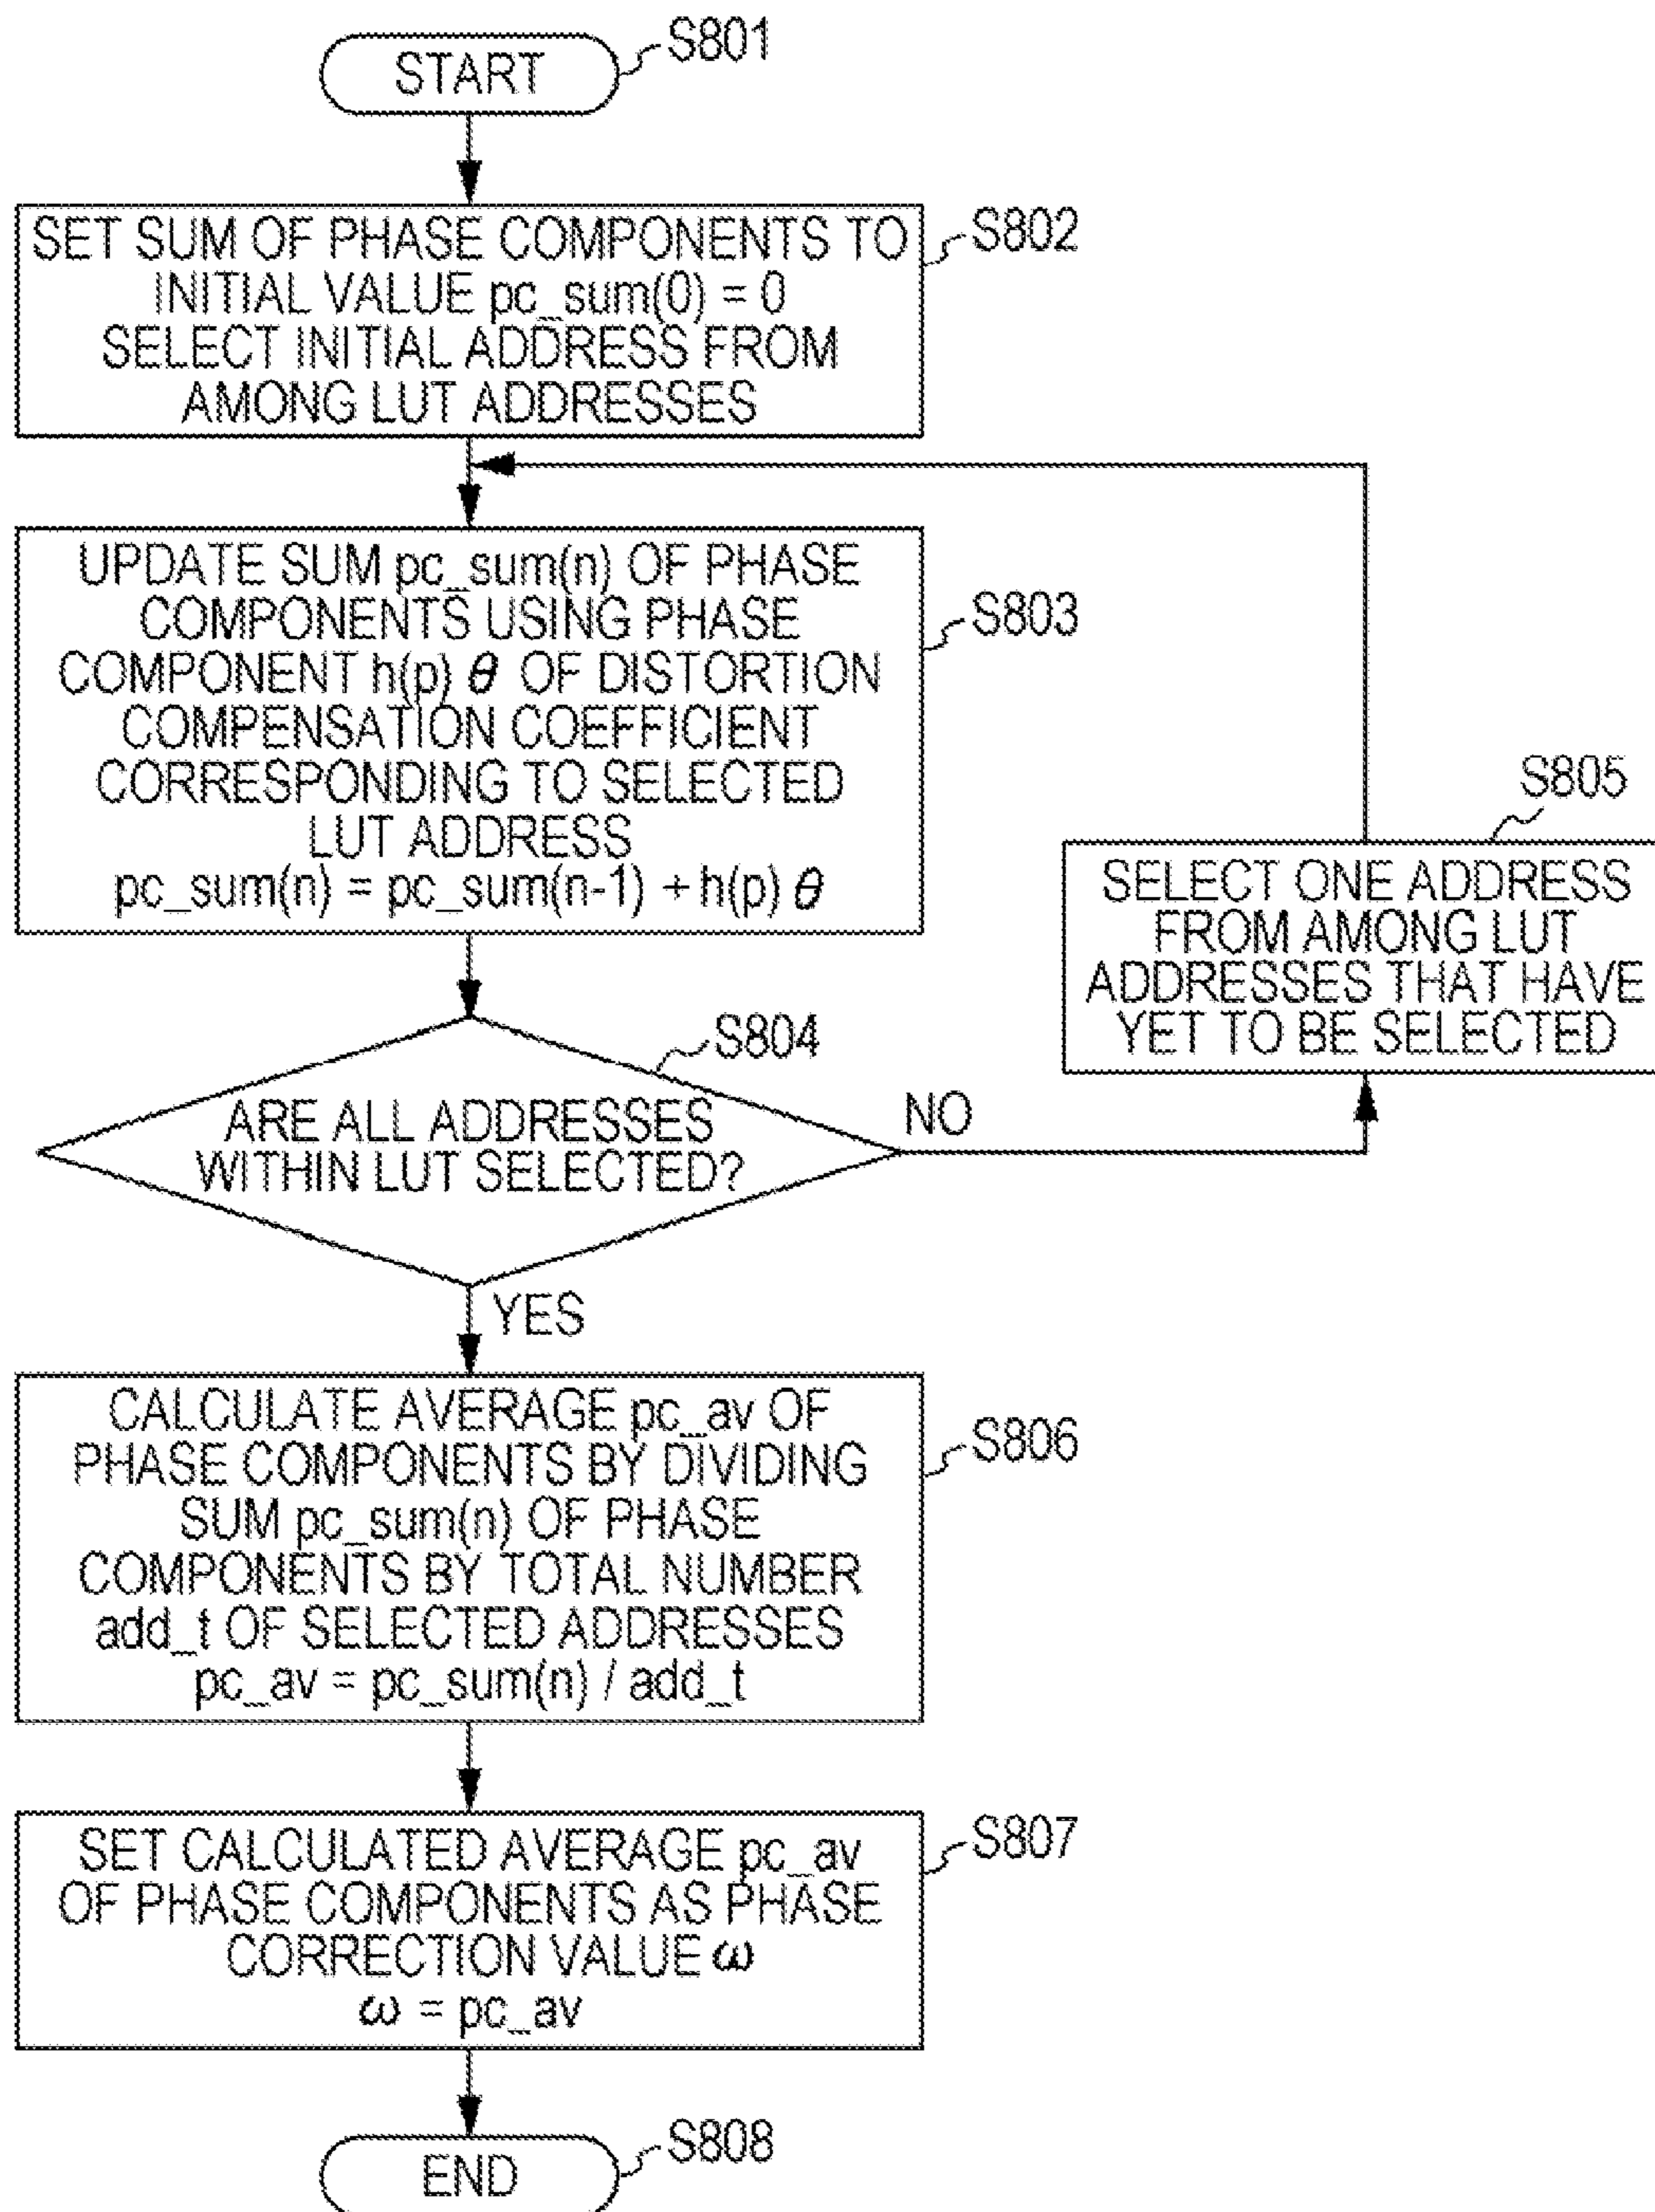 START
S801
SET SUM OF PHASE COMPONENTS TO
INITIAL VALUE pc_sum(0) = 0
SELECT INITIAL ADDRESS FROM
AMONG LUT ADDRESSES
S802
UPDATE SUM pc_sum(n) OF PHASE
COMPONENTS USING PHASE
COMPONENT h(p) θ OF DISTORTION
COMPENSATION COEFFICIENT
CORRESPONDING TO SELECTED
LUT ADDRESS
pc_sum(n) = pc_sum(n-1) + h(p) θ
S803
S805
SELECT ONE ADDRESS
FROM AMONG LUT
ADDRESSES THAT HAVE
YET TO BE SELECTED
S804
ARE ALL ADDRESSES
WITHIN LUT SELECTED?
NO
YES
CALCULATE AVERAGE pc_av OF
PHASE COMPONENTS BY DIVIDING
SUM pc_sum(n) OF PHASE
COMPONENTS BY TOTAL NUMBER
add_t OF SELECTED ADDRESSES
pc_av = pc_sum(n) / add_t
S806
SET CALCULATED AVERAGE pc_av
OF PHASE COMPONENTS AS PHASE
CORRECTION VALUE ω
ω = pc_av
S807
END
S808